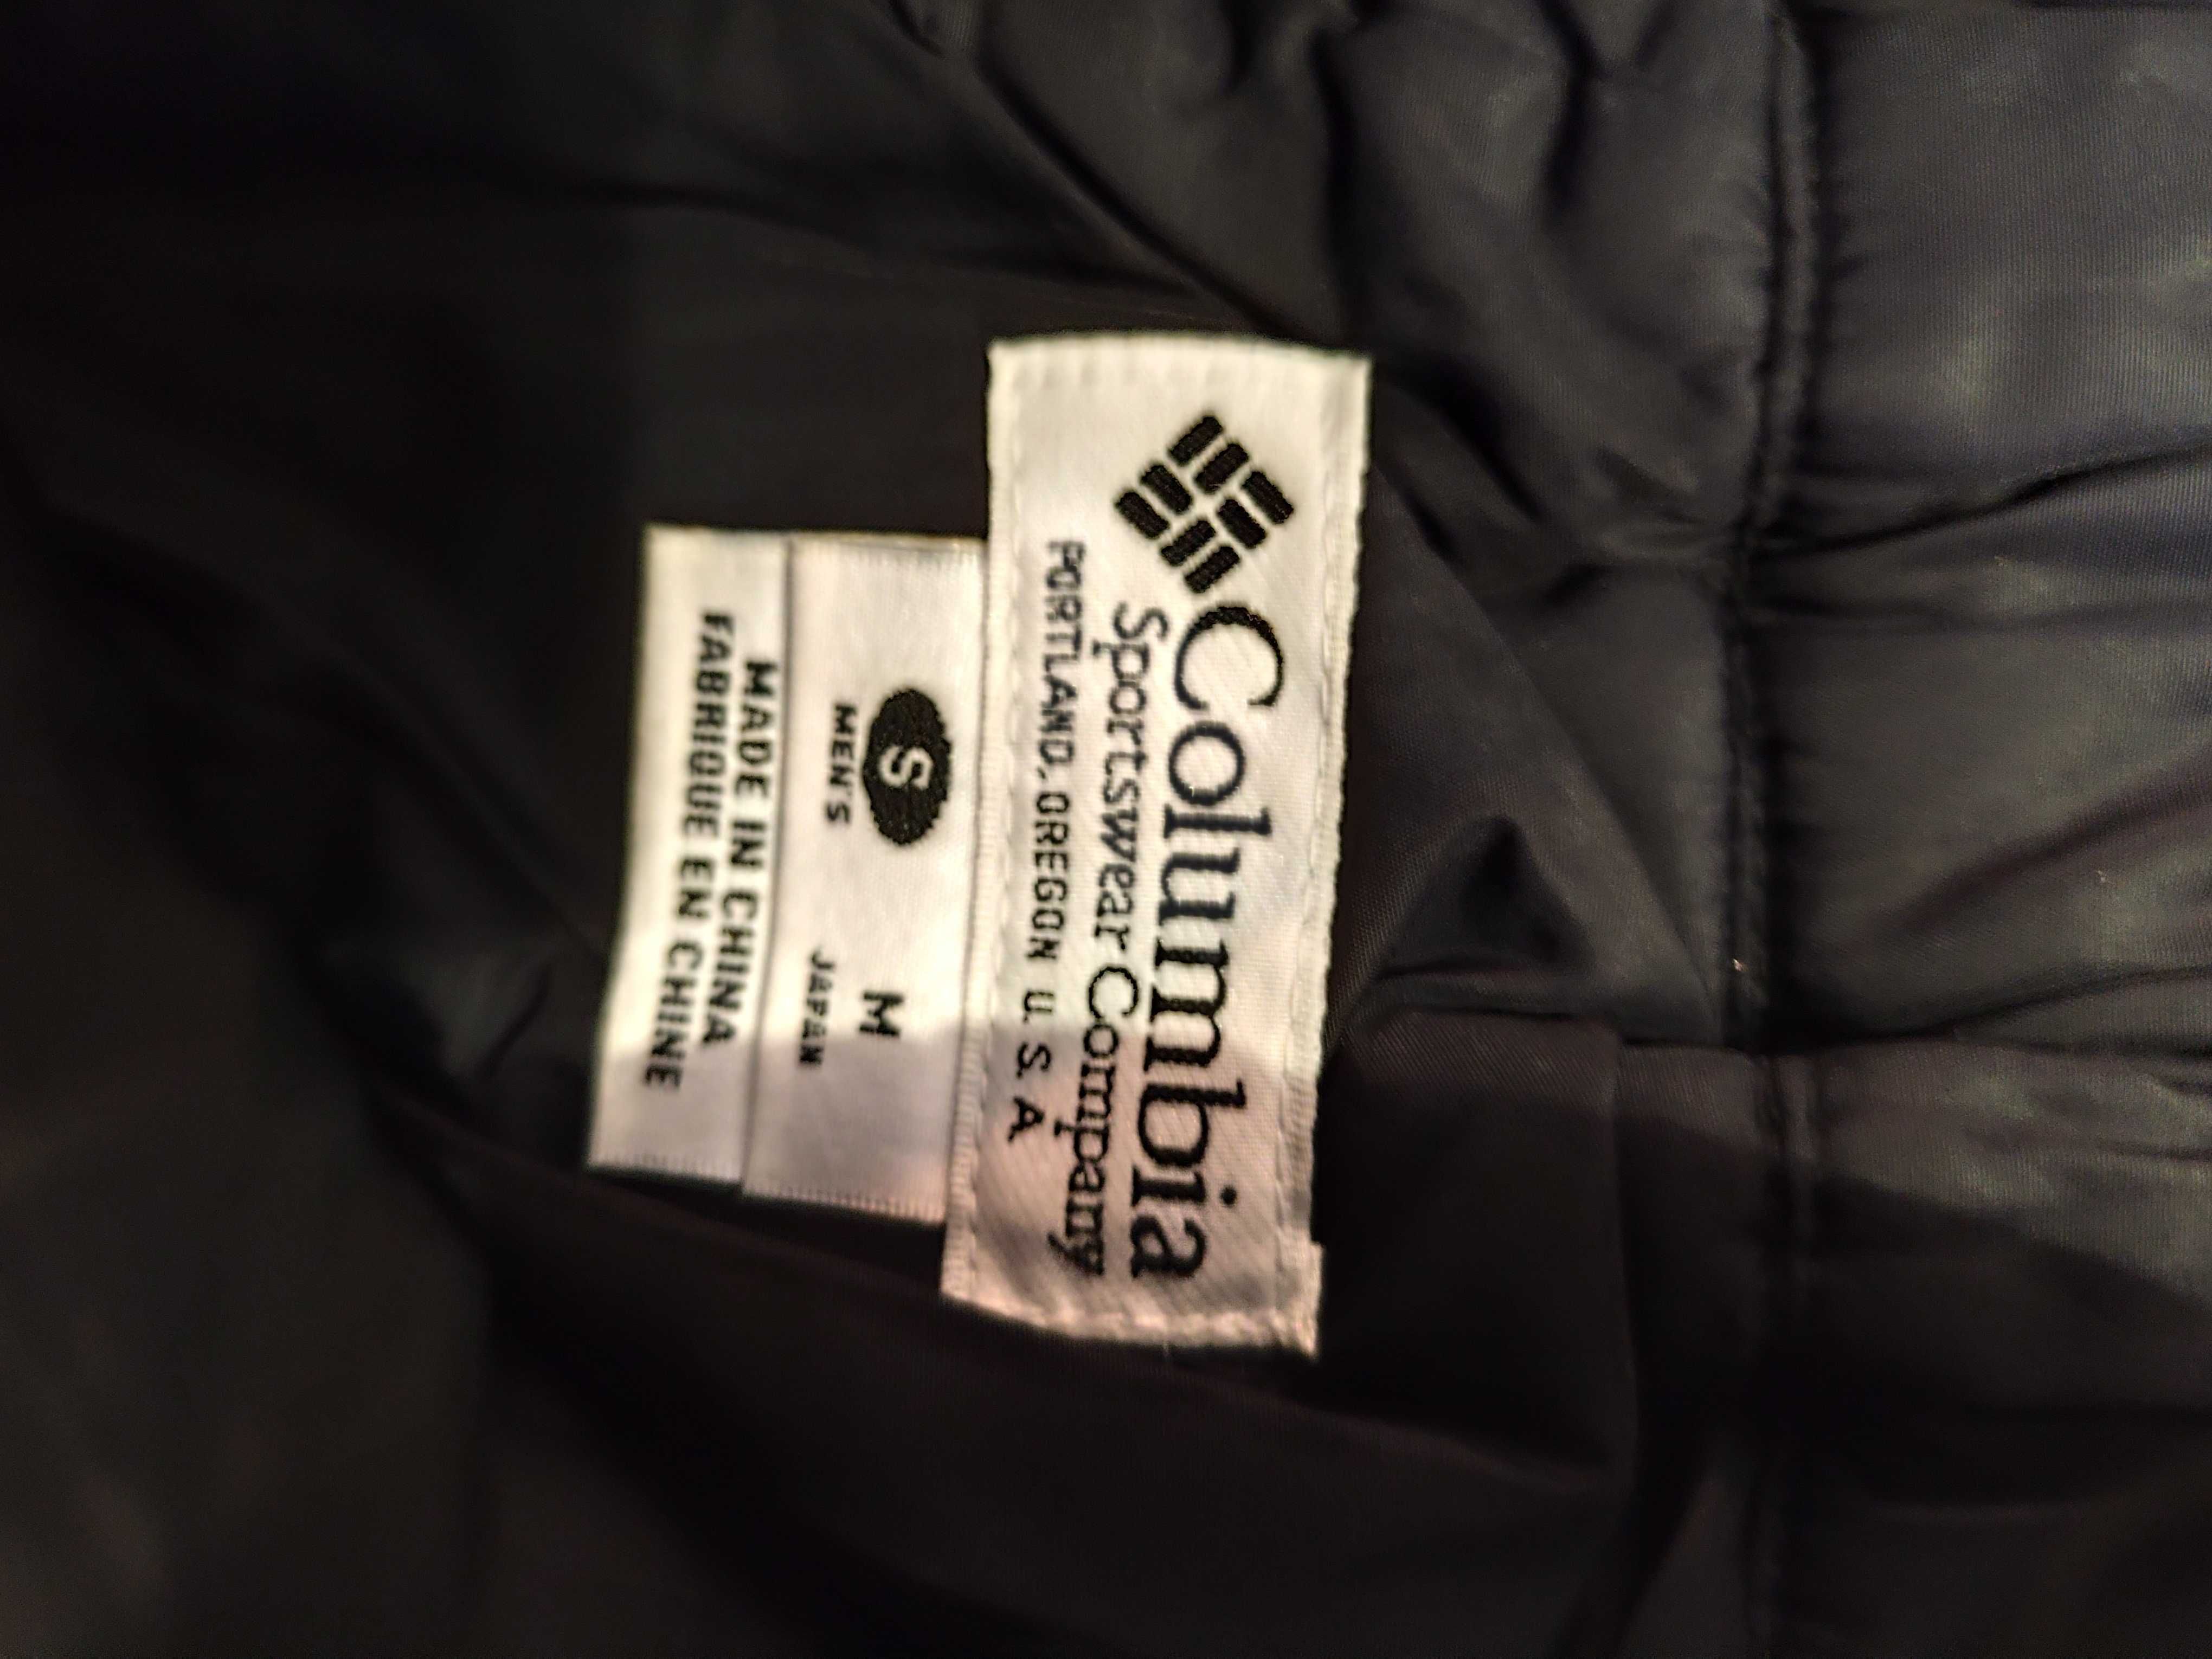 Columbia
Sportswear Company
PORTLAND, OREGON U.S.A
S M
MEN'S JAPAN
MADE IN CHINA
FABRIQUE EN CHINE